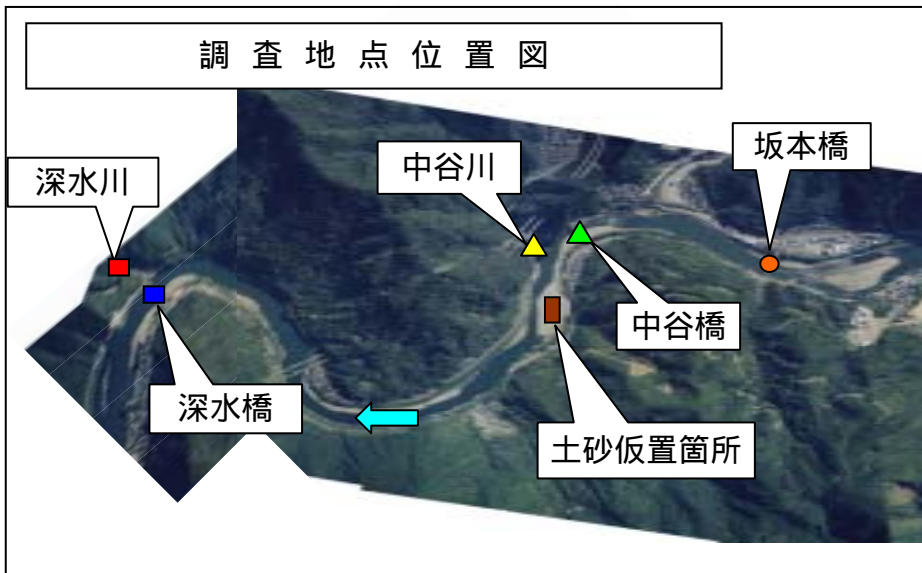 調査地点位置図
深水川
中谷川
坂本橋
中谷橋
深水橋
土砂仮置箇所